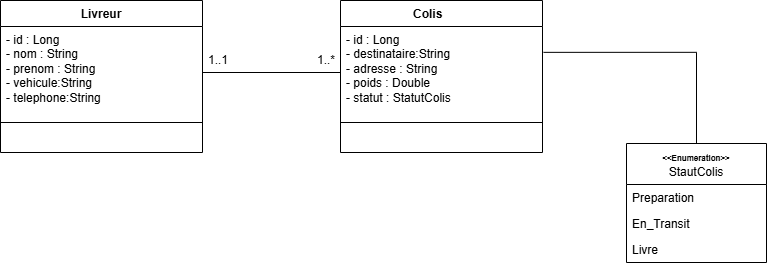 Livreur
- id : Long
- nom : String
- prenom : String
- vehicule:String
- telephone:String
1..1
1..*
Colis
- id : Long
- destinataire:String
- adresse : String
- poids : Double
- statut : StatutColis
<<Enumeration>>
StautColis
Preparation
En_Transit
Livre